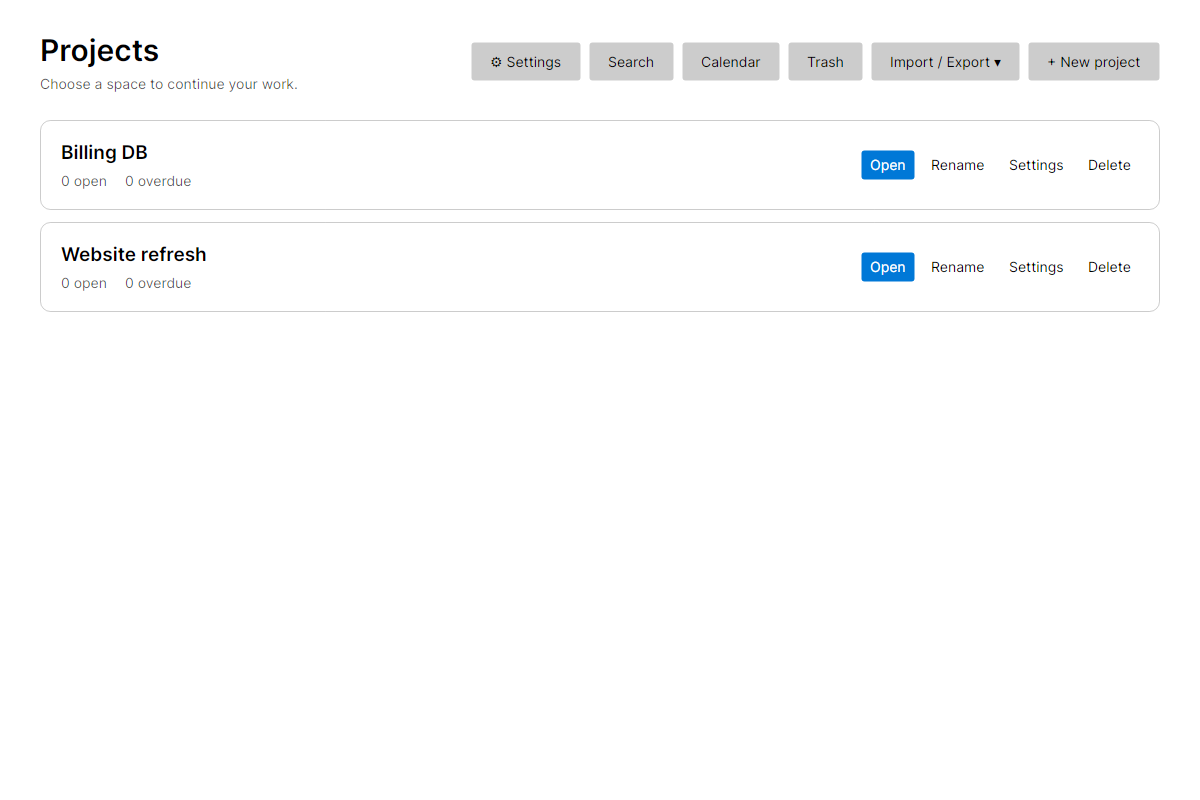 Projects
Choose a space to continue your work.
⚙ Settings Search Calendar Trash Import / Export ▾ + New project
Billing DB
0 open 0 overdue
Open Rename Settings Delete
Website refresh
0 open 0 overdue
Open Rename Settings Delete